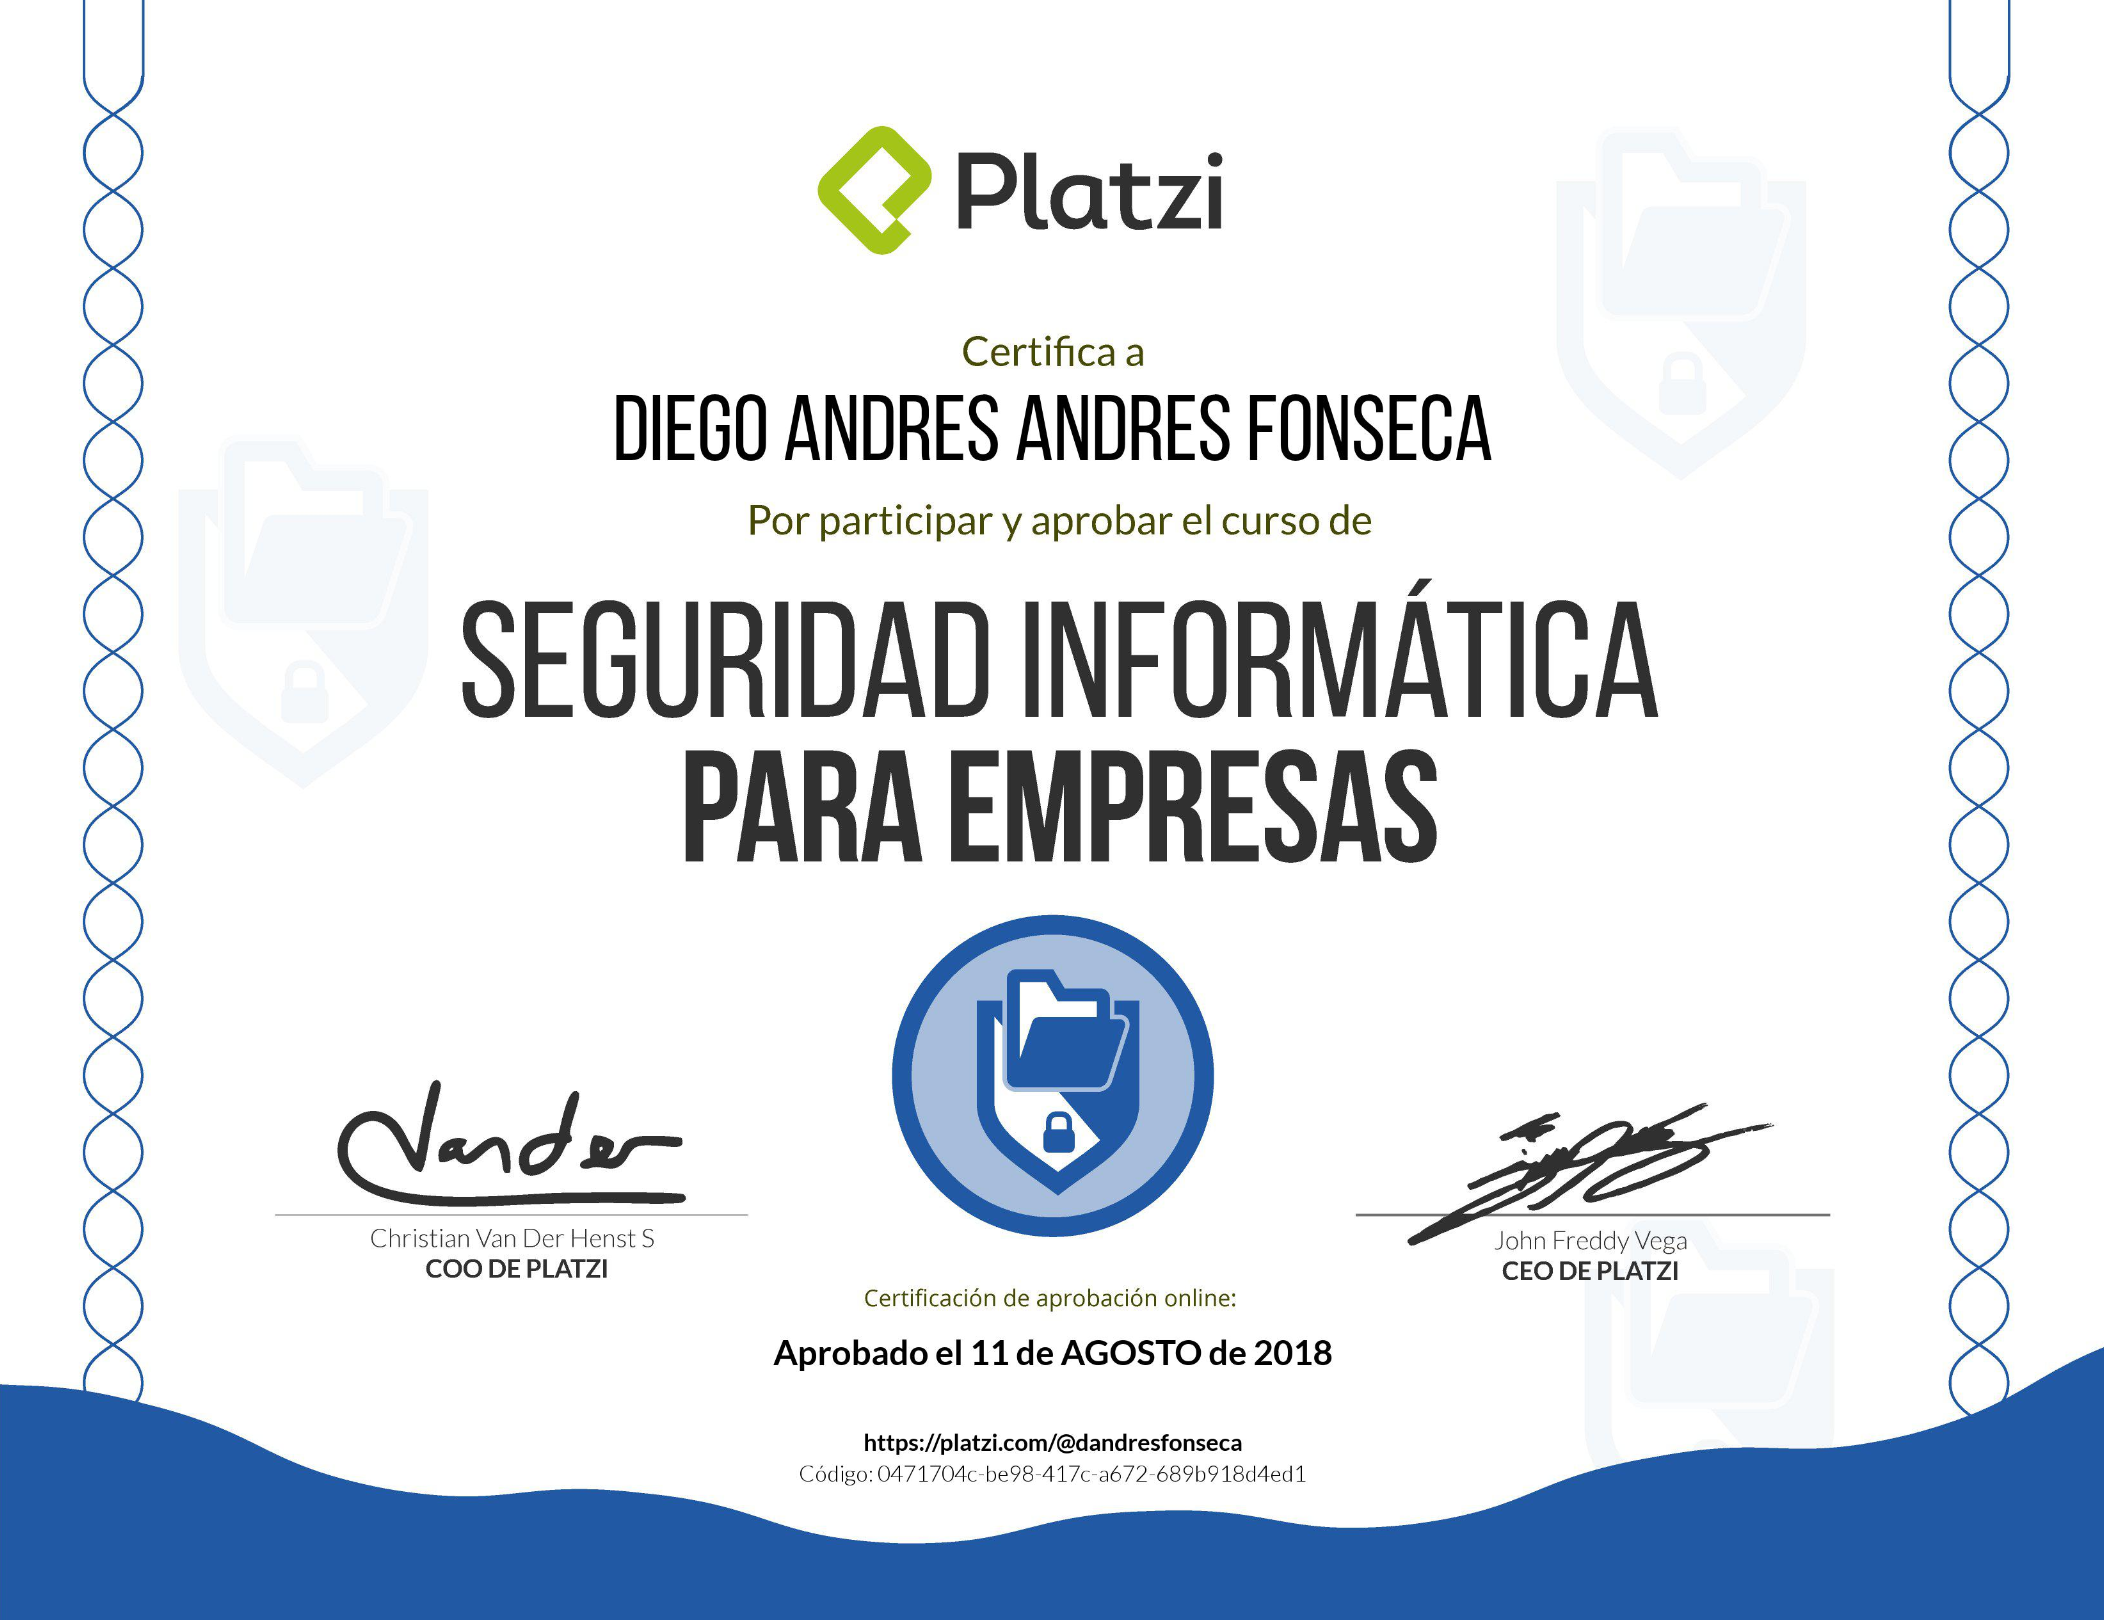 Platzi
Certifica a
DIEGO ANDRES ANDRES FONSECA
Por participar y aprobar el curso de
SEGURIDAD INFORMÁTICA
PARA EMPRESAS
Vander
Christian Van Der Henst S
COO DE PLATZI
John Freddy Vega
CEO DE PLATZI
Certificación de aprobación online:
Aprobado el 11 de AGOSTO de 2018
https://platzi.com/@dandresfonseca
Código: 0471704c-be98-417c-a672-689b918d4ed1